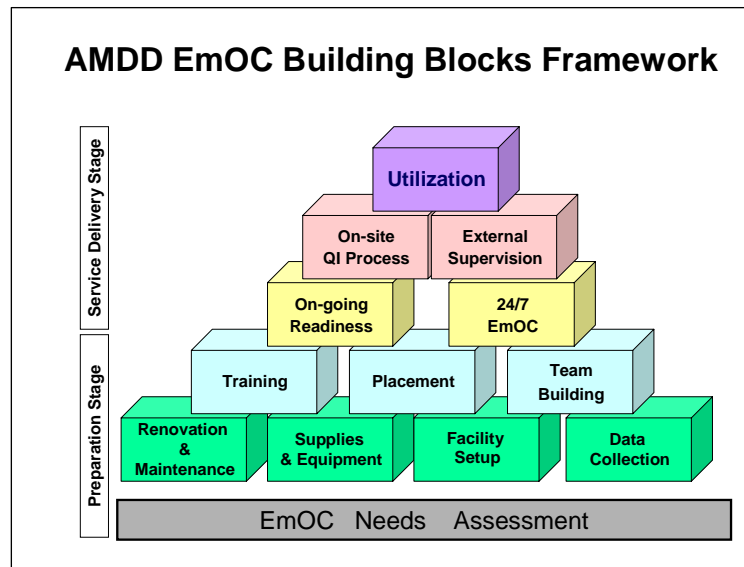 AMDD EmOC Building Blocks Framework
Service Delivery Stage
Utilization
On-site
QI Process
External
Supervision
On-going
Readiness
24/7
EmOC
Preparation Stage
Training
Placement
Team
Building
Renovation
&
Maintenance
Supplies
& Equipment
Facility
Setup
Data
Collection
EmOC Needs Assessment